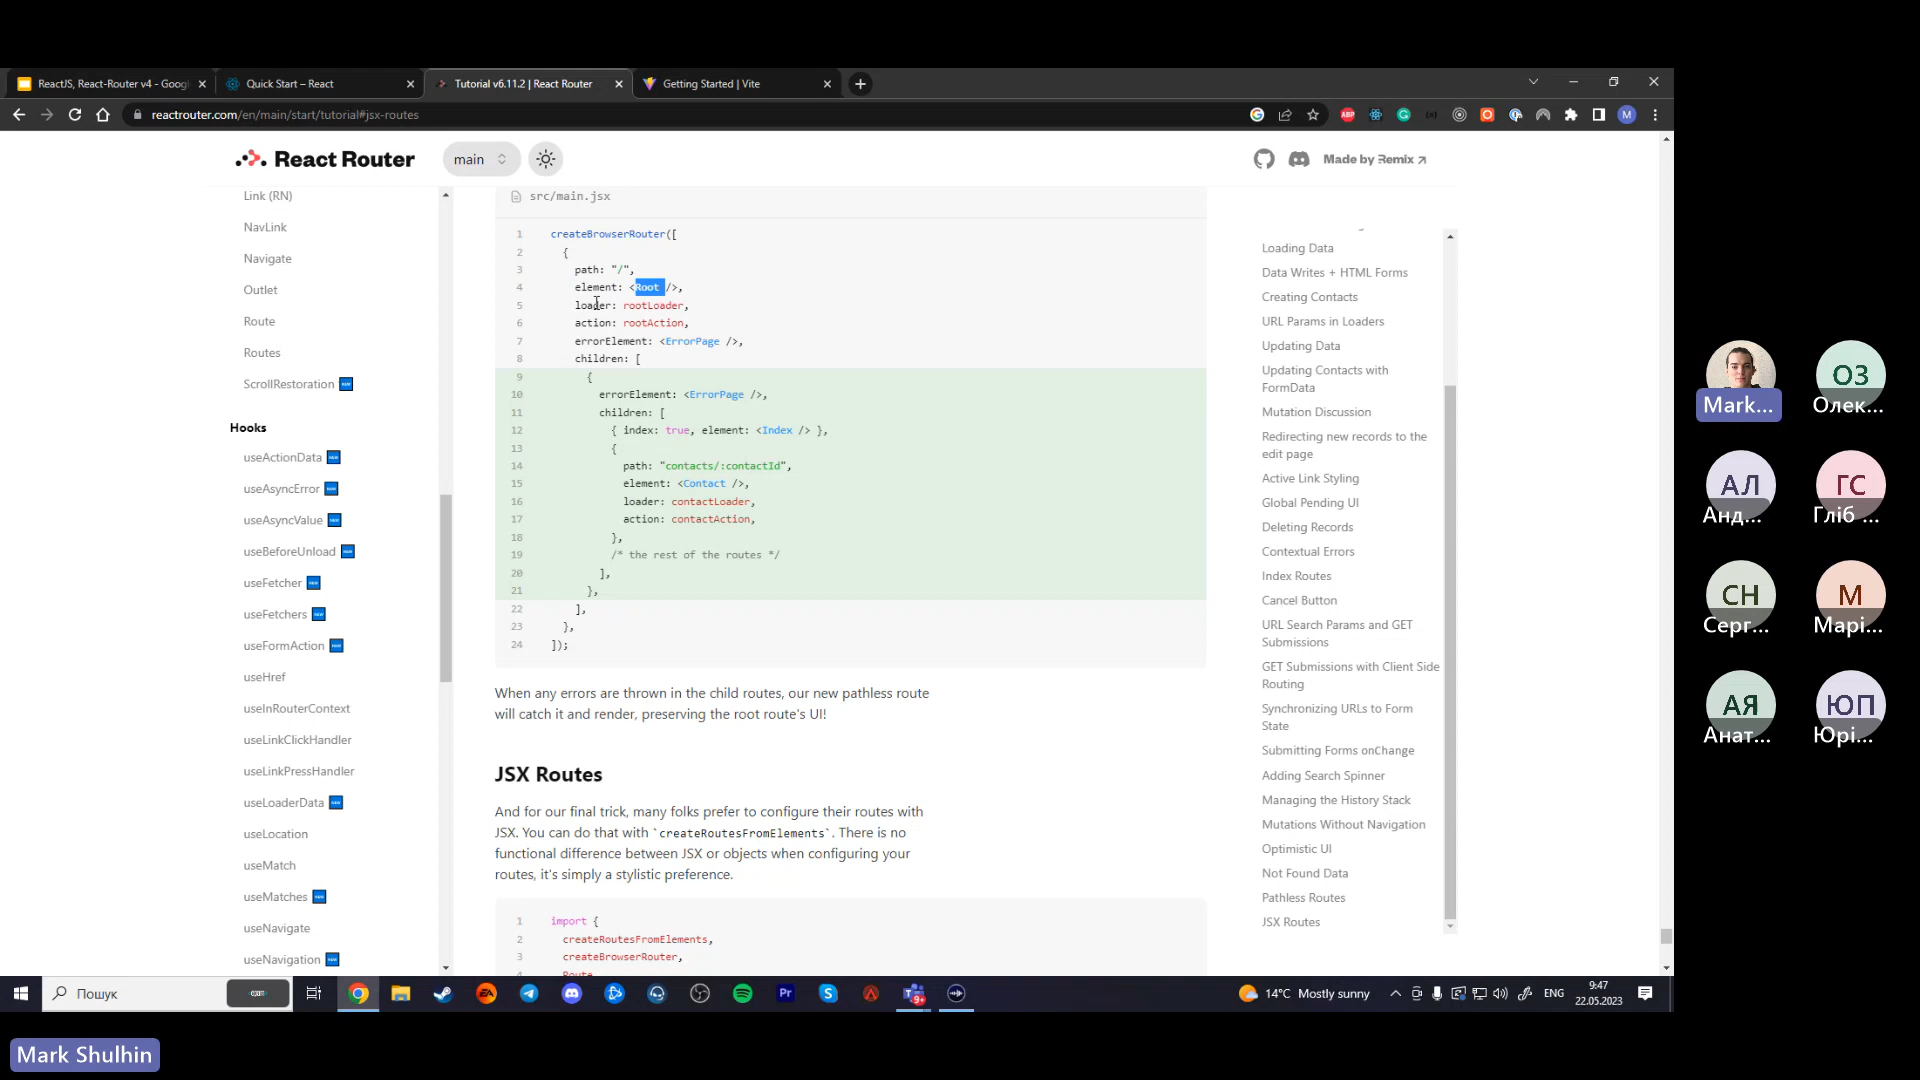 ReactJS, React-Router v4 - Goog
Quick Start – React
Tutorial v6.11.2 | React Router
Getting Started | Vite
reactrouter.com/en/main/start/tutorial#jsx-routes
ABP
M
React Router
main
Made by Remix ↗
Link (RN)
NavLink
Navigate
Outlet
Route
Routes
ScrollRestoration
Hooks
useActionData
useAsyncError
useAsyncValue
useBeforeUnload
useFetcher
useFetchers
useFormAction
useHref
useInRouterContext
useLinkClickHandler
useLinkPressHandler
useLoaderData
useLocation
useMatch
useMatches
useNavigate
useNavigation
src/main.jsx
1 createBrowserRouter([
2 {
3 path: "/",
4 element: <Root />,
5 loader: rootLoader,
6 action: rootAction,
7 errorElement: <ErrorPage />,
8 children: [
9 {
10 errorElement: <ErrorPage />,
11 children: [
12 { index: true, element: <Index /> },
13 {
14 path: "contacts/:contactId",
15 element: <Contact />,
16 loader: contactLoader,
17 action: contactAction,
18 },
19 /* the rest of the routes */
20 ],
21 },
22 ],
23 },
24 ]);
When any errors are thrown in the child routes, our new pathless route
will catch it and render, preserving the root route's UI!
JSX Routes
And for our final trick, many folks prefer to configure their routes with
JSX. You can do that with `createRoutesFromElements`. There is no
functional difference between JSX or objects when configuring your
routes, it's simply a stylistic preference.
1 import {
2 createRoutesFromElements,
3 createBrowserRouter,
4 Route,
Loading Data
Data Writes + HTML Forms
Creating Contacts
URL Params in Loaders
Updating Data
Updating Contacts with
FormData
Mutation Discussion
Redirecting new records to the
edit page
Active Link Styling
Global Pending UI
Deleting Records
Contextual Errors
Index Routes
Cancel Button
URL Search Params and GET
Submissions
GET Submissions with Client Side
Routing
Synchronizing URLs to Form
State
Submitting Forms onChange
Adding Search Spinner
Managing the History Stack
Mutations Without Navigation
Optimistic UI
Not Found Data
Pathless Routes
JSX Routes
Mark...
ОЗ
Олек...
АЛ
Анд...
ГС
Гліб ...
СН
Серг...
М
Марі...
АЯ
Анат...
ЮП
Юрі...
Пошук
EA
Pr
9+
14°C Mostly sunny
ENG
9:47
22.05.2023
Mark Shulhin